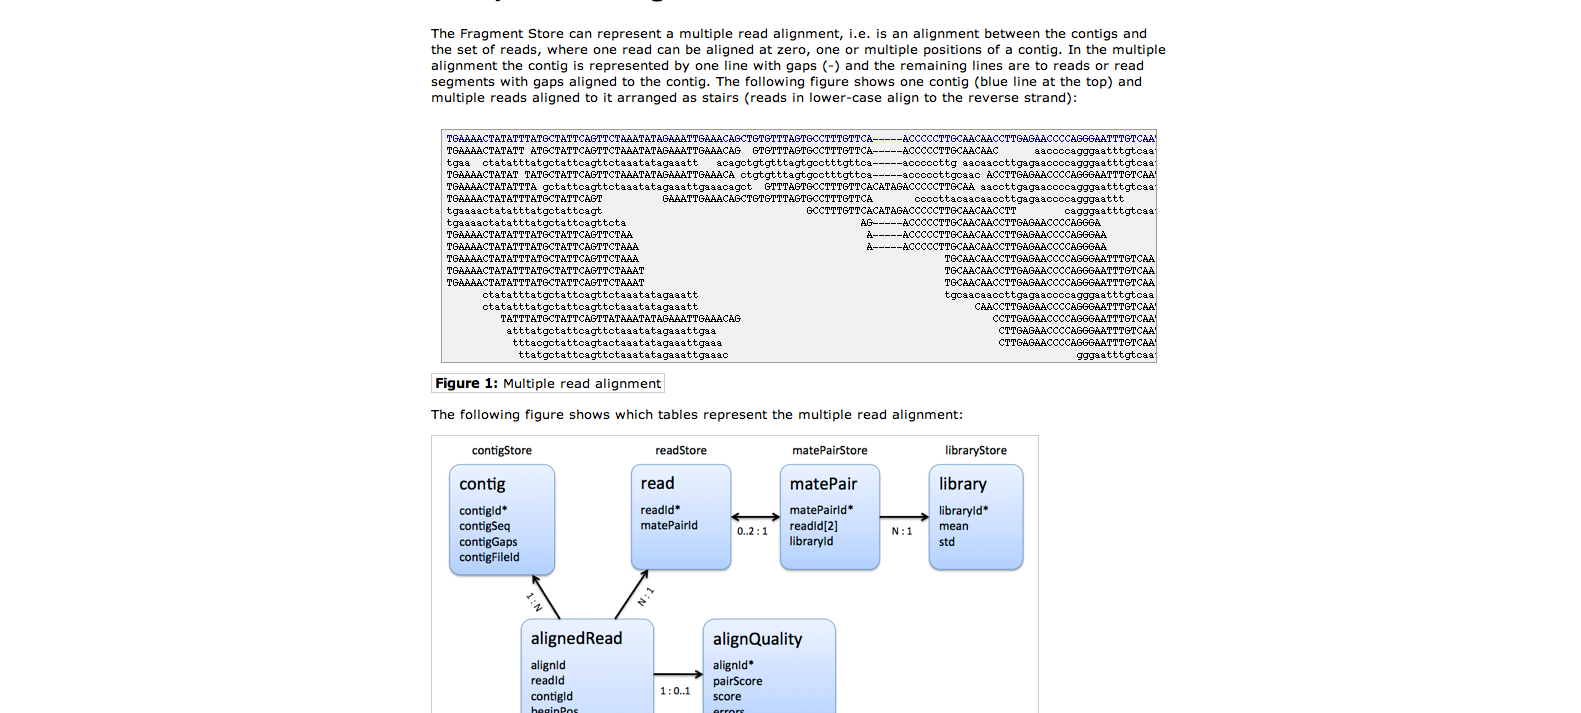 The Fragment Store can represent a multiple read alignment, i.e. is an alignment between the contigs and
the set of reads, where one read can be aligned at zero, one or multiple positions of a contig. In the multiple
alignment the contig is represented by one line with gaps (-) and the remaining lines are to reads or read
segments with gaps aligned to the contig. The following figure shows one contig (blue line at the top) and
multiple reads aligned to it arranged as stairs (reads in lower-case align to the reverse strand):
TGAAAACTATATTTATGCTATTCAGTTCTAAATATAGAAATTGAAACAGCTGTGTTTAGTGCCTTTGTTCA-----ACCCCCTTGCAACAACCTTGAGAACCCCAGGGAATTTGTCAA
TGAAAACTATATT ATGCTATTCAGTTCTAAATATAGAAATTGAAACAG GTGTTTAGTGCCTTTGTTCA-----ACCCCCTTGCAACAAC aaccccagggaatttgtcaa
tgaa ctatatttatgctattcagttctaaatatagaaatt acagctgtgtttagtgcctttgttca-----acccccttg aacaaccttgagaaccccagggaatttgtcaa
TGAAAACTATAT TATGCTATTCAGTTCTAAATATAGAAATTGAAACA ctgtgtttagtgcctttgttca-----acccccttgcaac ACCTTGAGAACCCCAGGGAATTTGTCAA
TGAAAACTATATTTA gctattcagttctaaatatagaaattgaaacagct GTTTAGTGCCTTTGTTCACATAGACCCCCTTGCAA aaccttgagaaccccagggaatttgtcaa
TGAAAACTATATTTATGCTATTCAGT GAAATTGAAACAGCTGTGTTTAGTGCCTTTGTTCA ccccttacaacaaccttgagaaccccagggaattt
tgaaaactatatttatgctattcagt GCCTTTGTTCACATAGACCCCCTTGCAACAACCTT cagggaatttgtcaa
tgaaaactatatttatgctattcagttcta AG-----ACCCCCTTGCAACAACCTTGAGAACCCCAGGGA
TGAAAACTATATTTATGCTATTCAGTTCTAA A-----ACCCCCTTGCAACAACCTTGAGAACCCCAGGGAA
TGAAAACTATATTTATGCTATTCAGTTCTAAA A-----ACCCCCTTGCAACAACCTTGAGAACCCCAGGGAA
TGAAAACTATATTTATGCTATTCAGTTCTAAA TGCAACAACCTTGAGAACCCCAGGGAATTTGTCAA
TGAAAACTATATTTATGCTATTCAGTTCTAAAT TGCAACAACCTTGAGAACCCCAGGGAATTTGTCAA
TGAAAACTATATTTATGCTATTCAGTTCTAAAT TGCAACAACCTTGAGAACCCCAGGGAATTTGTCAA
ctatatttatgctattcagttctaaatatagaaatt tgcaacaaccttgagaaccccagggaatttgtcaa
ctatatttatgctattcagttctaaatatagaaatt CAACCTTGAGAACCCCAGGGAATTTGTCAA
TATTTATGCTATTCAGTTATAAATATAGAAATTGAAACAG CCTTGAGAACCCCAGGGAATTTGTCAA
atttatgctattcagttctaaatatagaaattgaa CTTGAGAACCCCAGGGAATTTGTCAA
tttacgctattcagtactaaatatagaaattgaaa CTTGAGAACCCCAGGGAATTTGTCAA
ttatgctattcagttctaaatatagaaattgaaac gggaatttgtcaa
Figure 1: Multiple read alignment
The following figure shows which tables represent the multiple read alignment:
contigStore readStore matePairStore libraryStore
contig read matePair library
contigId* readId* matePairId* libraryId*
contigSeq matePairId readId[2] mean
contigGaps libraryId std
contigFileId
0..2 : 1 N : 1
1 : N N : 1
alignedRead alignQuality
alignId alignId*
readId pairScore
contigId score
beginPos errors
1 : 0..1